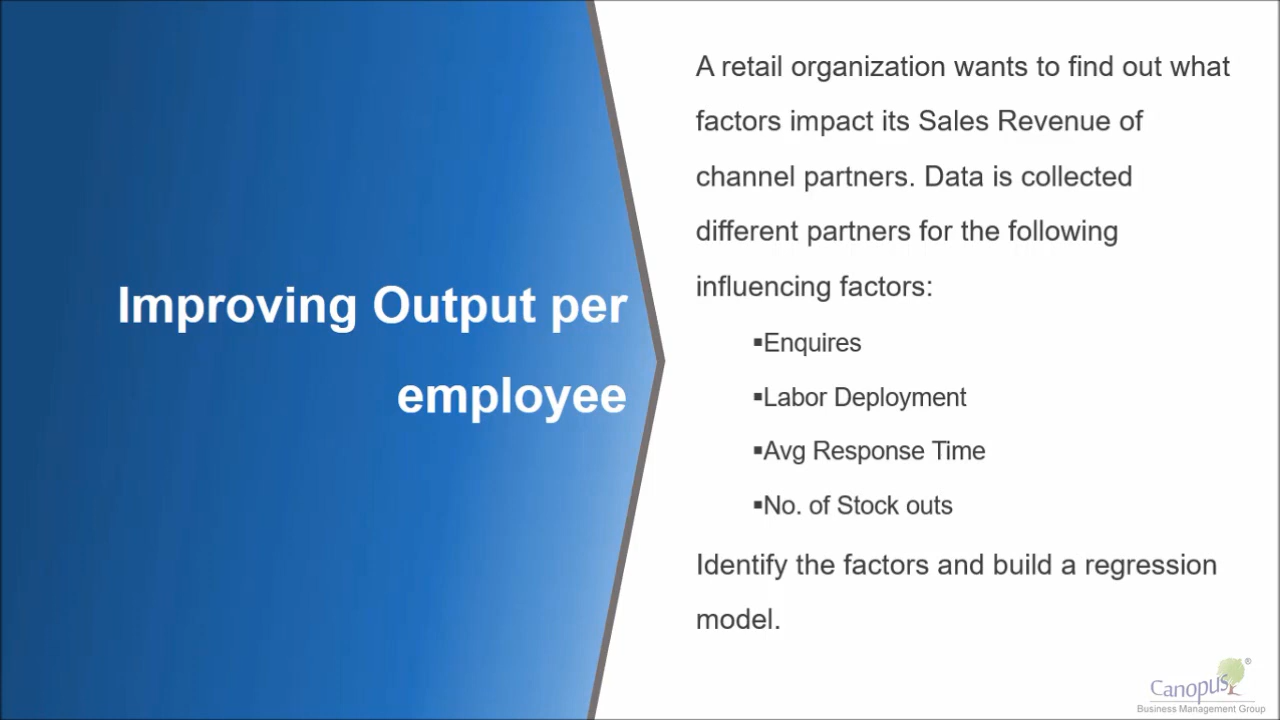 Improving Output per
employee
A retail organization wants to find out what
factors impact its Sales Revenue of
channel partners. Data is collected
different partners for the following
influencing factors:
▪Enquires
▪Labor Deployment
▪Avg Response Time
▪No. of Stock outs
Identify the factors and build a regression
model.
Canopus®
Business Management Group